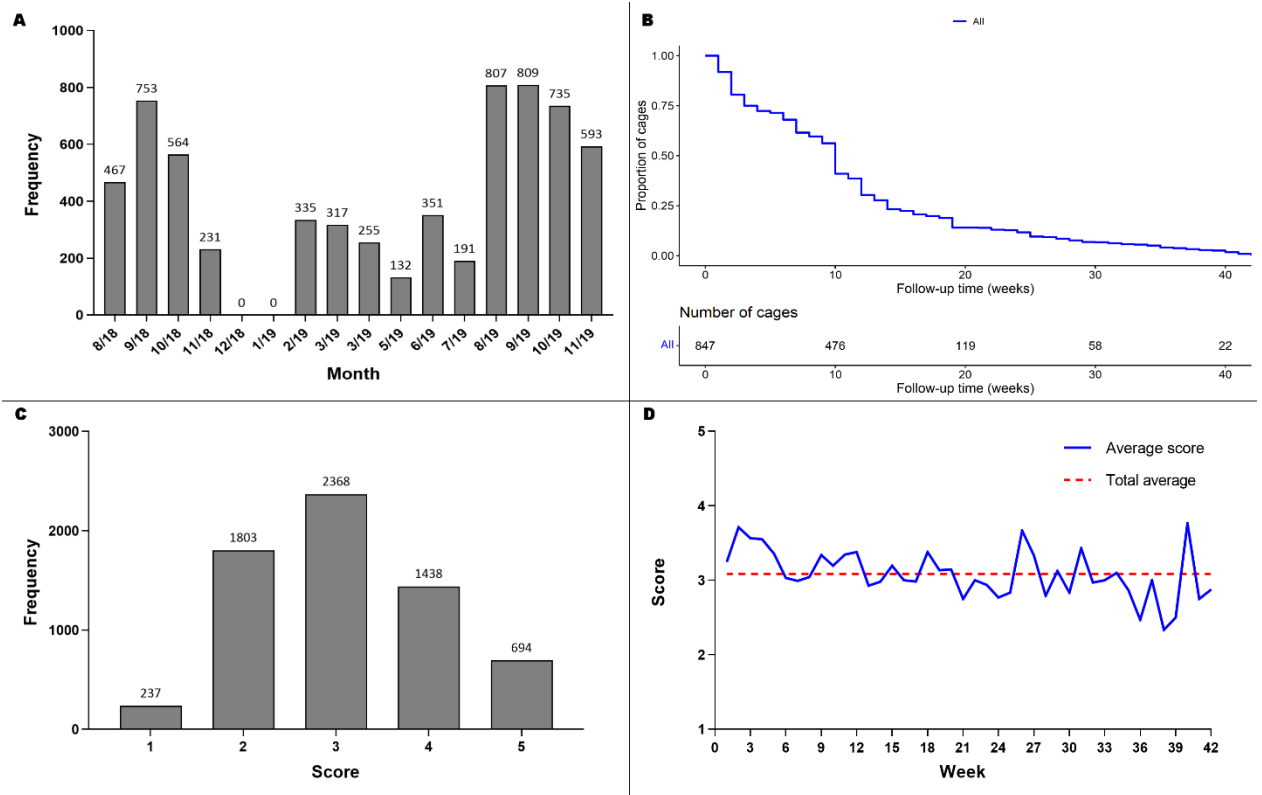 A
Frequency
1000
800
600
400
200
0
467
753
564
231
0
0
335
317
255
132
351
191
807
809
735
593
8/18
9/18
10/18
11/18
12/18
1/19
2/19
3/19
3/19
5/19
6/19
7/19
8/19
9/19
10/19
11/19
Month
B
All
Proportion of cages
1.00
0.75
0.50
0.25
0.00
0 10 20 30 40
Follow-up time (weeks)
Number of cages
All 847 476 119 58 22
0 10 20 30 40
Follow-up time (weeks)
C
Frequency
3000
2000
1000
0
237
1803
2368
1438
694
1 2 3 4 5
Score
D
Average score
Total average
Score
5
4
3
2
1
0 3 6 9 12 15 18 21 24 27 30 33 36 39 42
Week